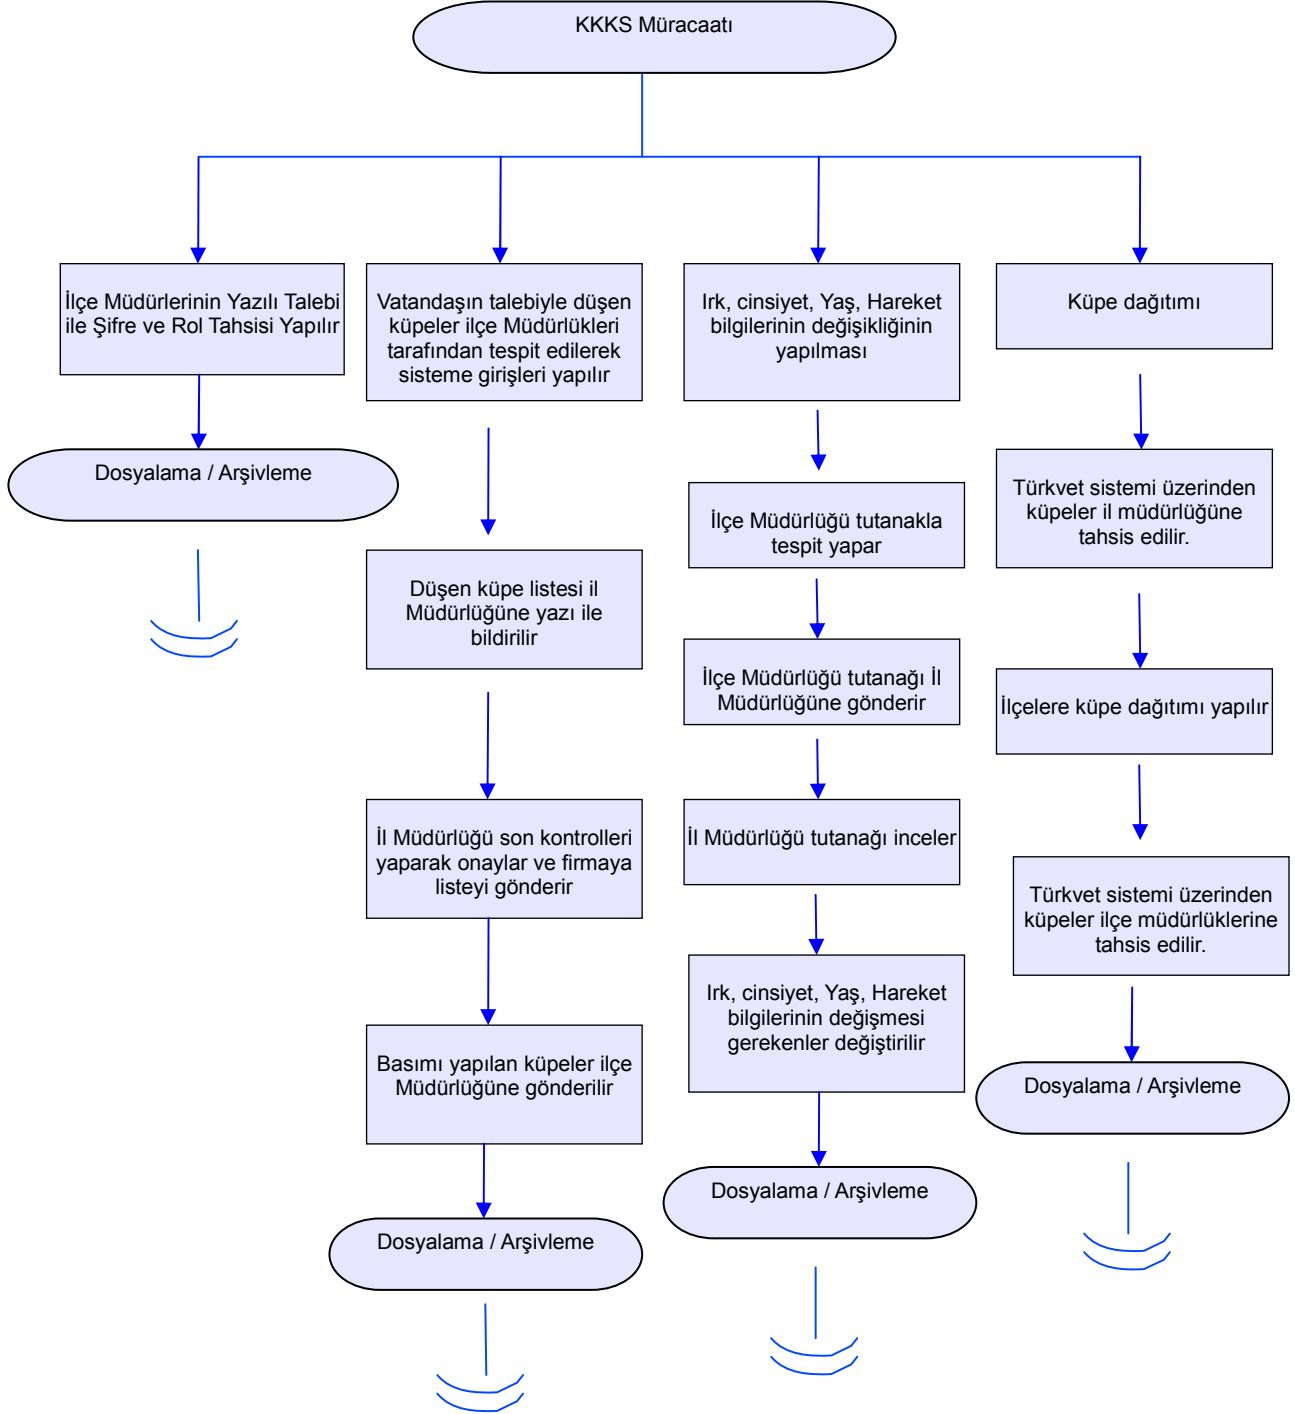 KKKS Müracaatı
İlçe Müdürlerinin Yazılı Talebi
ile Şifre ve Rol Tahsisi Yapılır
Dosyalama / Arşivleme
Vatandaşın talebiyle düşen
küpeler ilçe Müdürlükleri
tarafından tespit edilerek
sisteme girişleri yapılır
Düşen küpe listesi il
Müdürlüğüne yazı ile
bildirilir
İl Müdürlüğü son kontrolleri
yaparak onaylar ve firmaya
listeyi gönderir
Basımı yapılan küpeler ilçe
Müdürlüğüne gönderilir
Dosyalama / Arşivleme
Irk, cinsiyet, Yaş, Hareket
bilgilerinin değişikliğinin
yapılması
İlçe Müdürlüğü tutanakla
tespit yapar
İlçe Müdürlüğü tutanağı İl
Müdürlüğüne gönderir
İl Müdürlüğü tutanağı inceler
Irk, cinsiyet, Yaş, Hareket
bilgilerinin değişmesi
gerekenler değiştirilir
Dosyalama / Arşivleme
Küpe dağıtımı
Türkvet sistemi üzerinden
küpeler il müdürlüğüne
tahsis edilir.
İlçelere küpe dağıtımı yapılır
Türkvet sistemi üzerinden
küpeler ilçe müdürlüklerine
tahsis edilir.
Dosyalama / Arşivleme